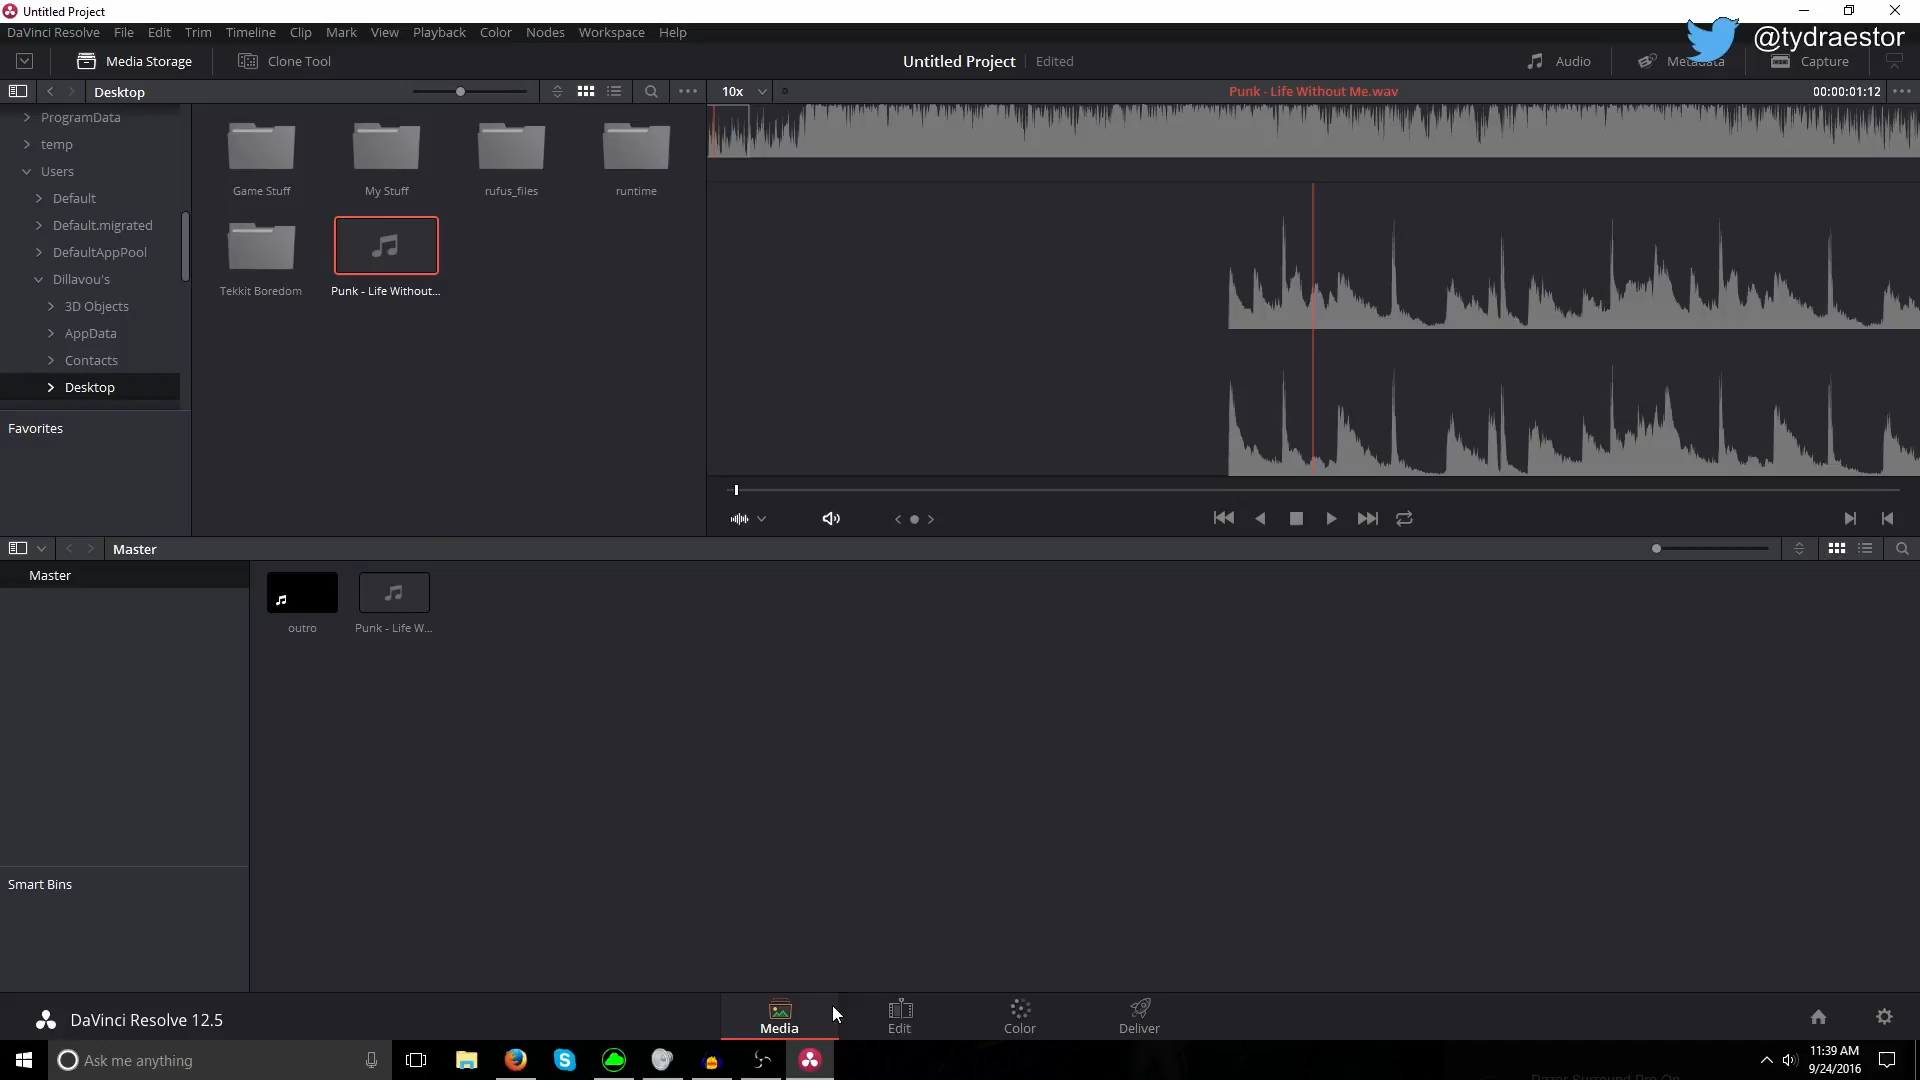 Untitled Project
DaVinci Resolve File Edit Trim Timeline Clip Mark View Playback Color Nodes Workspace Help
@tydraestor
Media Storage Clone Tool Untitled Project Edited Audio Metadata Capture
Desktop 10x Punk - Life Without Me.wav 00:00:01:12
ProgramData
temp
Users
Default
Default.migrated
DefaultAppPool
Dillavou's
3D Objects
AppData
Contacts
Desktop
Favorites
Game Stuff My Stuff rufus_files runtime
Tekkit Boredom Punk - Life Without...
Master
Master
outro Punk - Life W...
Smart Bins
DaVinci Resolve 12.5
Media Edit Color Deliver
Ask me anything
11:39 AM
9/24/2016